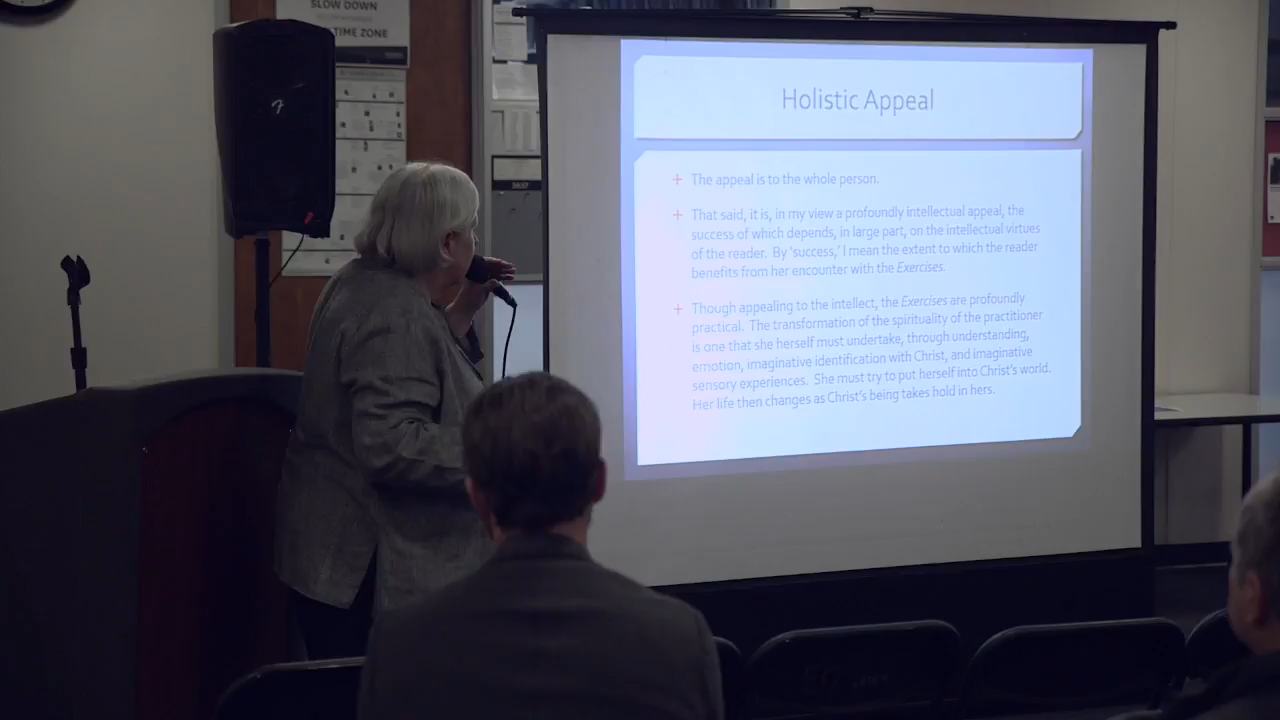 SLOW DOWN
TIME ZONE
Holistic Appeal
+ The appeal is to the whole person.
+ That said, it is, in my view a profoundly intellectual appeal, the
success of which depends, in large part, on the intellectual virtues
of the reader. By ‘success,’ I mean the extent to which the reader
benefits from her encounter with the Exercises.
+ Though appealing to the intellect, the Exercises are profoundly
practical. The transformation of the spirituality of the practitioner
is one that she herself must undertake, through understanding,
emotion, imaginative identification with Christ, and imaginative
sensory experiences. She must try to put herself into Christ's world.
Her life then changes as Christ's being takes hold in hers.